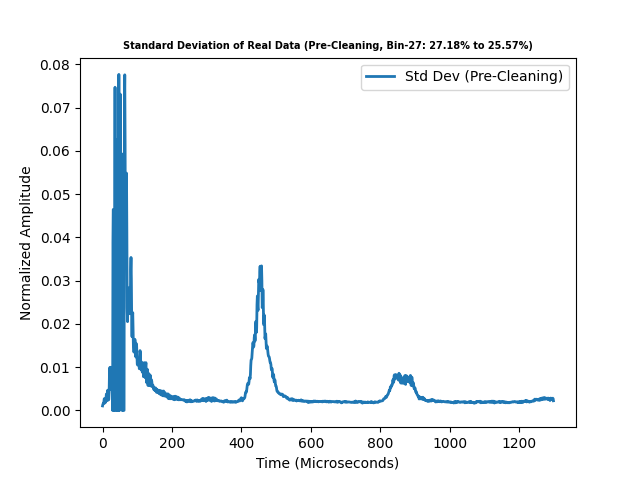 Standard Deviation of Real Data (Pre-Cleaning, Bin-27: 27.18% to 25.57%)
Std Dev (Pre-Cleaning)
Normalized Amplitude
0.08
0.07
0.06
0.05
0.04
0.03
0.02
0.01
0.00
0 200 400 600 800 1000 1200
Time (Microseconds)